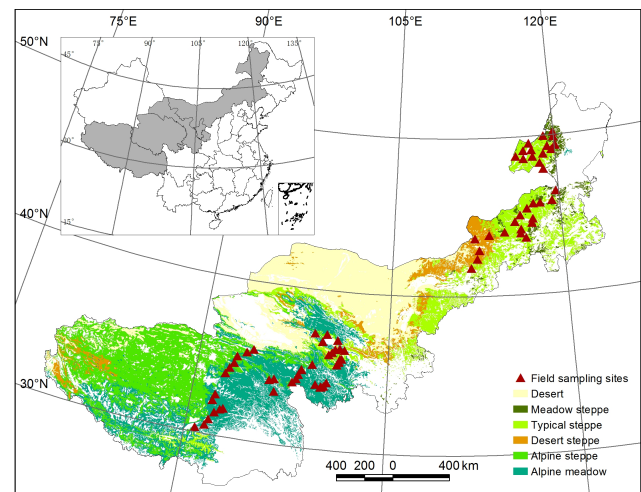 75°E 90°E 105°E 120°E
50°N
40°N
30°N
75° 90° 105° 120° 135°
45°
15°
Field sampling sites
Desert
Meadow steppe
Typical steppe
Desert steppe
Alpine steppe
Alpine meadow
400 200 0 400 km